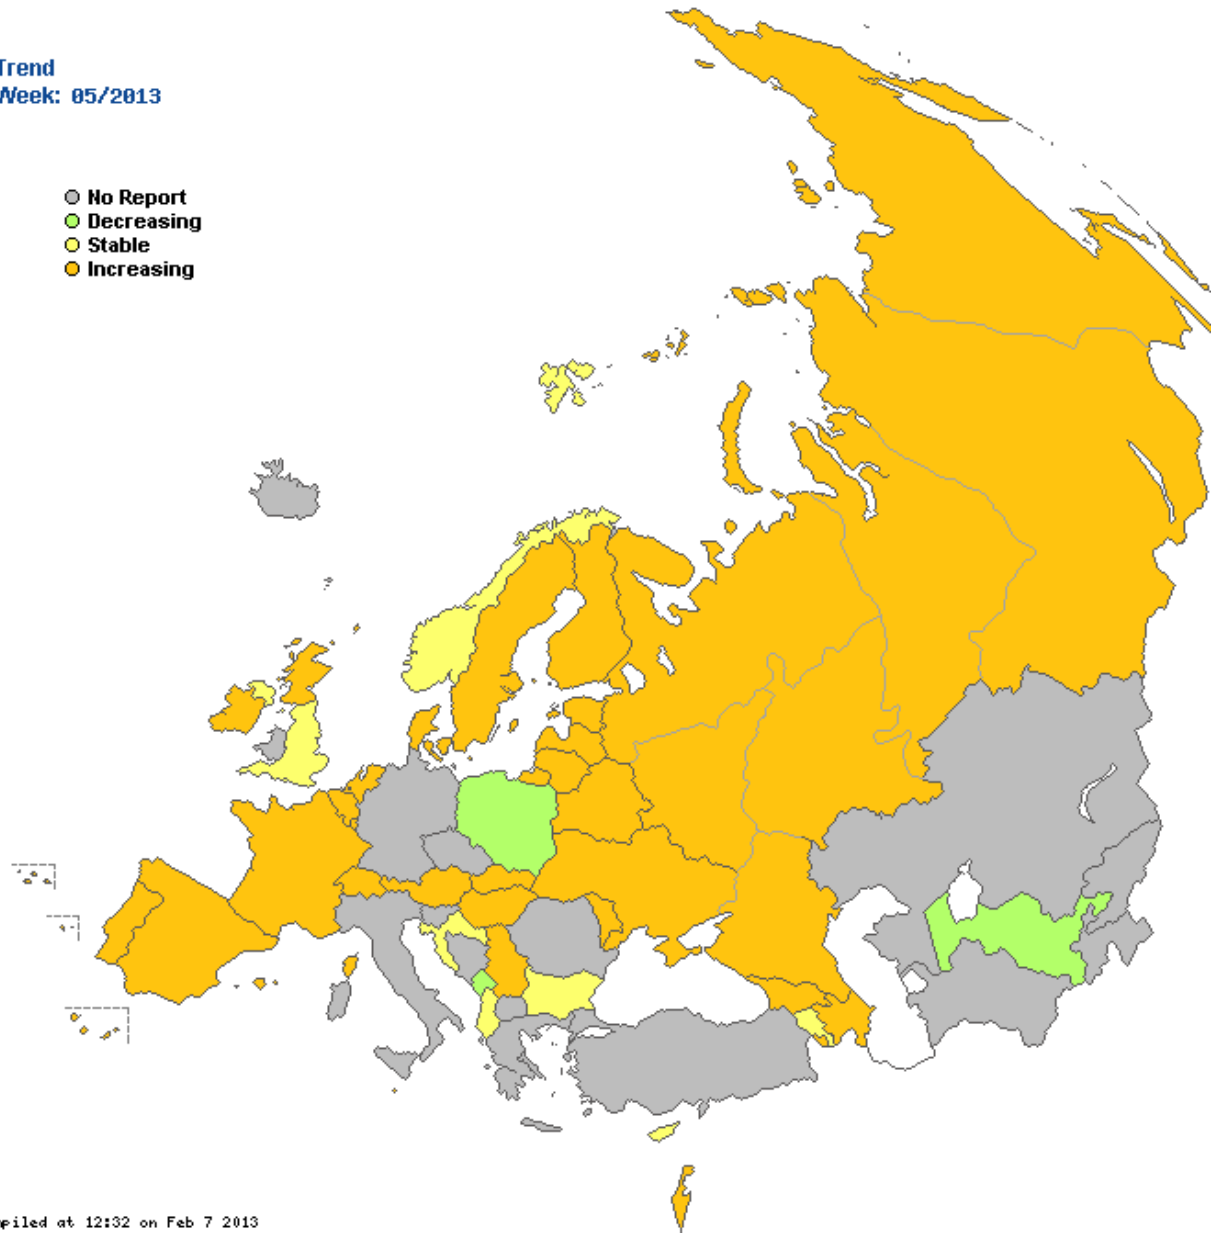 Trend
Week: 05/2013
No Report
Decreasing
Stable
Increasing
piled at 12:32 on Feb 7 2013